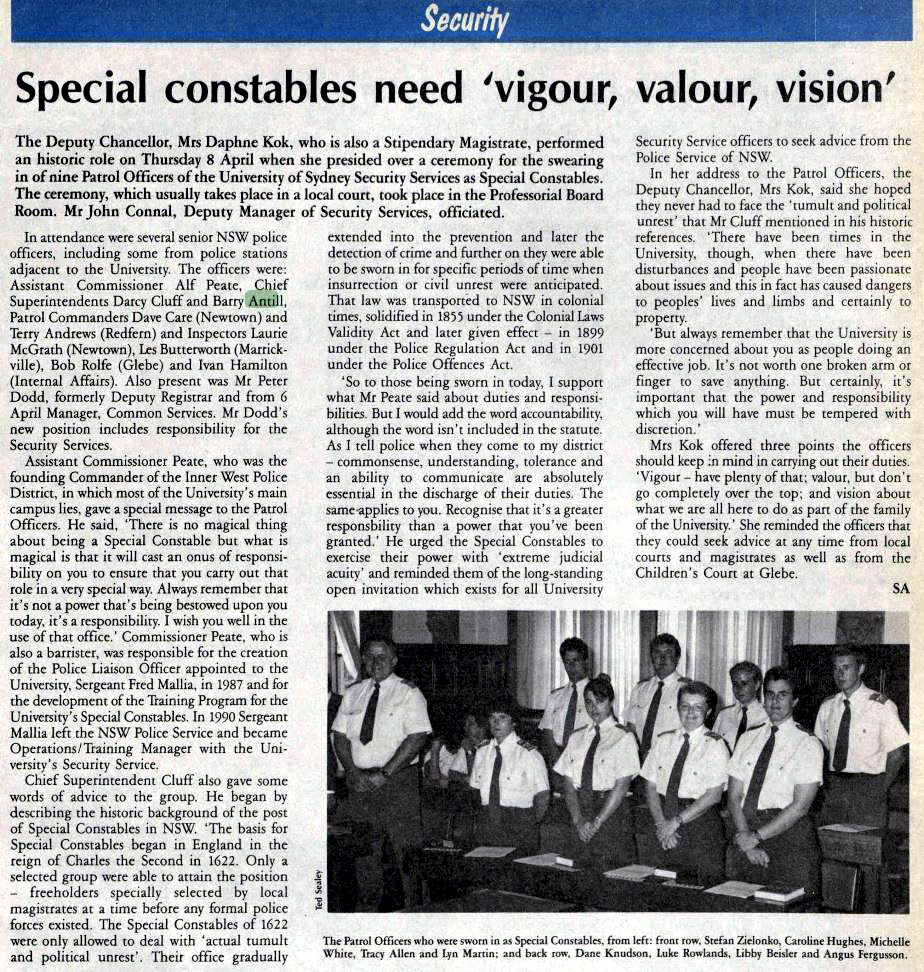 Security
Special constables need ‘vigour, valour, vision’
The Deputy Chancellor, Mrs Daphne Kok, who is also a Stipendary Magistrate, performed
an historic role on Thursday 8 April when she presided over a ceremony for the swearing
in of nine Patrol Officers of the University of Sydney Security Services as Special Constables.
The ceremony, which usually takes place in a local court, took place in the Professorial Board
Room. Mr John Connal, Deputy Manager of Security Services, officiated.
In attendance were several senior NSW police
officers, including some from police stations
adjacent to the University. The officers were:
Assistant Commissioner Alf Peate, Chief
Superintendents Darcy Cluff and Barry Antill,
Patrol Commanders Dave Care (Newtown) and
Terry Andrews (Redfern) and Inspectors Laurie
McGrath (Newtown), Les Butterworth (Marrick-
ville), Bob Rolfe (Glebe) and Ivan Hamilton
(Internal Affairs). Also present was Mr Peter
Dodd, formerly Deputy Registrar and from 6
April Manager, Common Services. Mr Dodd’s
new position includes responsibility for the
Security Services.
Assistant Commissioner Peate, who was the
founding Commander of the Inner West Police
District, in which most of the University’s main
campus lies, gave a special message to the Patrol
Officers. He said, ‘There is no magical thing
about being a Special Constable but what is
magical is that it will cast an onus of responsi-
bility on you to ensure that you carry out that
role in a very special way. Always remember that
it’s not a power that’s being bestowed upon you
today, it’s a responsibility. I wish you well in the
use of that office.’ Commissioner Peate, who is
also a barrister, was responsible for the creation
of the Police Liaison Officer appointed to the
University, Sergeant Fred Mallia, in 1987 and for
the development of the Training Program for the
University’s Special Constables. In 1990 Sergeant
Mallia left the NSW Police Service and became
Operations/Training Manager with the Uni-
versity’s Security Service.
Chief Superintendent Cluff also gave some
words of advice to the group. He began by
describing the historic background of the post
of Special Constables in NSW. ‘The basis for
Special Constables began in England in the
reign of Charles the Second in 1622. Only a
selected group were able to attain the position
– freeholders specially selected by local
magistrates at a time before any formal police
forces existed. The Special Constables of 1622
were only allowed to deal with ‘actual tumult
and political unrest’. Their office gradually
extended into the prevention and later the
detection of crime and further on they were able
to be sworn in for specific periods of time when
insurrection or civil unrest were anticipated.
That law was transported to NSW in colonial
times, solidified in 1855 under the Colonial Laws
Validity Act and later given effect – in 1899
under the Police Regulation Act and in 1901
under the Police Offences Act.
‘So to those being sworn in today, I support
what Mr Peate said about duties and responsi-
bilities. But I would add the word accountability,
although the word isn’t included in the statute.
As I tell police when they come to my district
– commonsense, understanding, tolerance and
an ability to communicate are absolutely
essential in the discharge of their duties. The
same applies to you. Recognise that it’s a greater
responsbility than a power that you’ve been
granted.’ He urged the Special Constables to
exercise their power with ‘extreme judicial
acuity’ and reminded them of the long-standing
open invitation which exists for all University
Security Service officers to seek advice from the
Police Service of NSW.
In her address to the Patrol Officers, the
Deputy Chancellor, Mrs Kok, said she hoped
they never had to face the ‘tumult and political
unrest’ that Mr Cluff mentioned in his historic
references. ‘There have been times in the
University, though, when there have been
disturbances and people have been passionate
about issues and this in fact has caused dangers
to peoples’ lives and limbs and certainly to
property.
‘But always remember that the University is
more concerned about you as people doing an
effective job. It’s not worth one broken arm or
finger to save anything. But certainly, it’s
important that the power and responsibility
which you will have must be tempered with
discretion.’
Mrs Kok offered three points the officers
should keep in mind in carrying out their duties.
‘Vigour – have plenty of that; valour, but don’t
go completely over the top; and vision about
what we are all here to do as part of the family
of the University.’ She reminded the officers that
they could seek advice at any time from local
courts and magistrates as well as from the
Children’s Court at Glebe.
SA
Ted Sealey
The Patrol Officers who were sworn in as Special Constables, from left: front row, Stefan Zielonko, Caroline Hughes, Michelle
White, Tracy Allen and Lyn Martin; and back row, Dane Knudson, Luke Rowlands, Libby Beisler and Angus Fergusson.